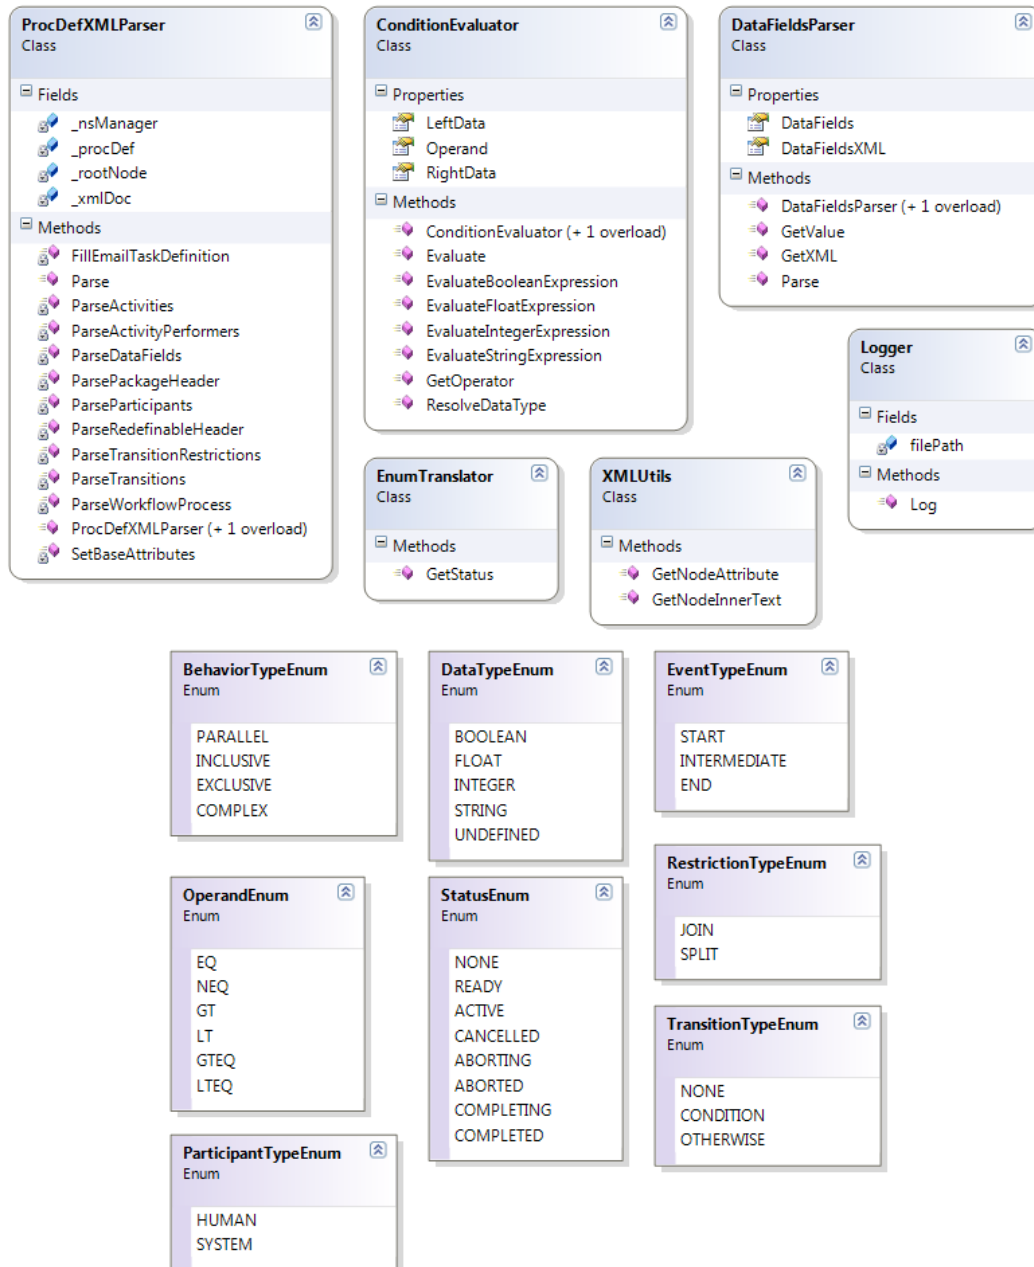 ProcDefXMLParser
Class
Fields
_nsManager
_procDef
_rootNode
_xmlDoc
Methods
FillEmailTaskDefinition
Parse
ParseActivities
ParseActivityPerformers
ParseDataFields
ParsePackageHeader
ParseParticipants
ParseRedefinableHeader
ParseTransitionRestrictions
ParseTransitions
ParseWorkflowProcess
ProcDefXMLParser (+ 1 overload)
SetBaseAttributes
ConditionEvaluator
Class
Properties
LeftData
Operand
RightData
Methods
ConditionEvaluator (+ 1 overload)
Evaluate
EvaluateBooleanExpression
EvaluateFloatExpression
EvaluateIntegerExpression
EvaluateStringExpression
GetOperator
ResolveDataType
DataFieldsParser
Class
Properties
DataFields
DataFieldsXML
Methods
DataFieldsParser (+ 1 overload)
GetValue
GetXML
Parse
Logger
Class
Fields
filePath
Methods
Log
EnumTranslator
Class
Methods
GetStatus
XMLUtils
Class
Methods
GetNodeAttribute
GetNodeInnerText
BehaviorTypeEnum
Enum
PARALLEL
INCLUSIVE
EXCLUSIVE
COMPLEX
DataTypeEnum
Enum
BOOLEAN
FLOAT
INTEGER
STRING
UNDEFINED
EventTypeEnum
Enum
START
INTERMEDIATE
END
RestrictionTypeEnum
Enum
JOIN
SPLIT
OperandEnum
Enum
EQ
NEQ
GT
LT
GTEQ
LTEQ
StatusEnum
Enum
NONE
READY
ACTIVE
CANCELLED
ABORTING
ABORTED
COMPLETING
COMPLETED
TransitionTypeEnum
Enum
NONE
CONDITION
OTHERWISE
ParticipantTypeEnum
Enum
HUMAN
SYSTEM